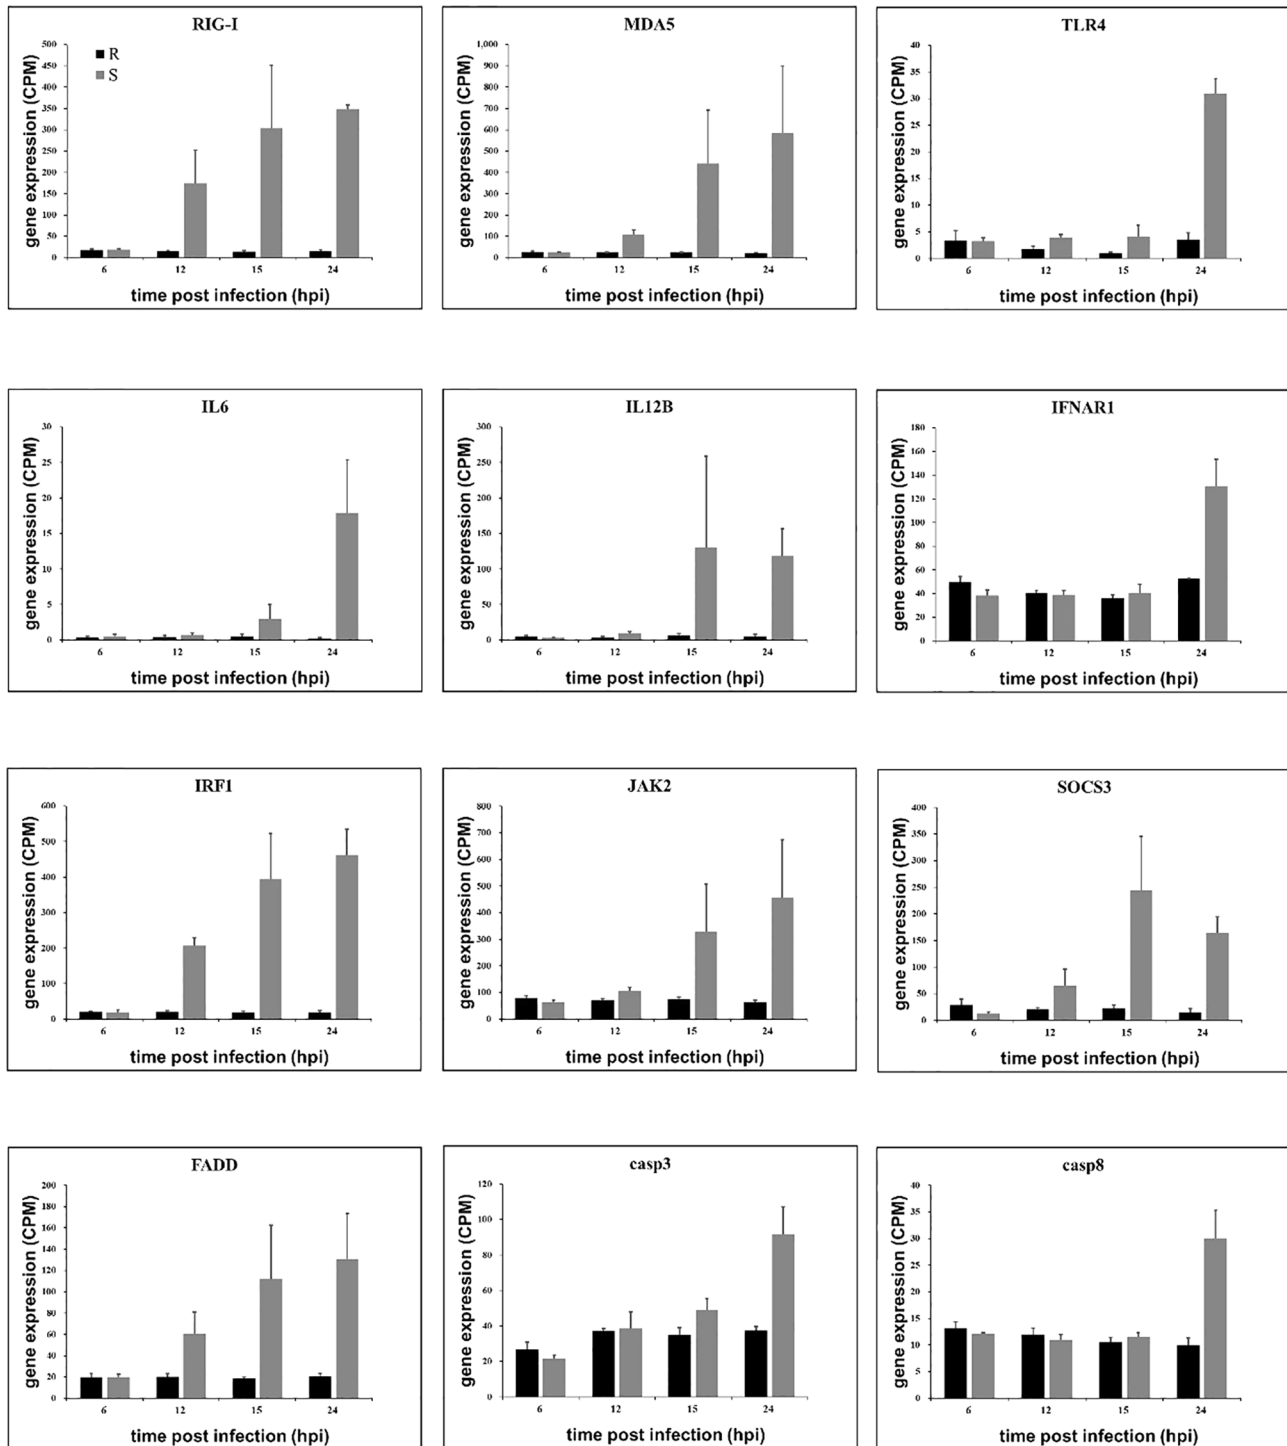 RIG-I
gene expression (CPM)
500
450
400
350
300
250
200
150
100
50
0
R
S
6 12 15 24
time post infection (hpi)
MDA5
gene expression (CPM)
1,000
900
800
700
600
500
400
300
200
100
0
6 12 15 24
time post infection (hpi)
TLR4
gene expression (CPM)
40
35
30
25
20
15
10
5
0
6 12 15 24
time post infection (hpi)
IL6
gene expression (CPM)
30
25
20
15
10
5
0
6 12 15 24
time post infection (hpi)
IL12B
gene expression (CPM)
300
250
200
150
100
50
0
6 12 15 24
time post infection (hpi)
IFNAR1
gene expression (CPM)
180
160
140
120
100
80
60
40
20
0
6 12 15 24
time post infection (hpi)
IRF1
gene expression (CPM)
600
500
400
300
200
100
0
6 12 15 24
time post infection (hpi)
JAK2
gene expression (CPM)
800
700
600
500
400
300
200
100
0
6 12 15 24
time post infection (hpi)
SOCS3
gene expression (CPM)
400
350
300
250
200
150
100
50
0
6 12 15 24
time post infection (hpi)
FADD
gene expression (CPM)
200
180
160
140
120
100
80
60
40
20
0
6 12 15 24
time post infection (hpi)
casp3
gene expression (CPM)
120
100
80
60
40
20
0
6 12 15 24
time post infection (hpi)
casp8
gene expression (CPM)
40
35
30
25
20
15
10
5
0
6 12 15 24
time post infection (hpi)